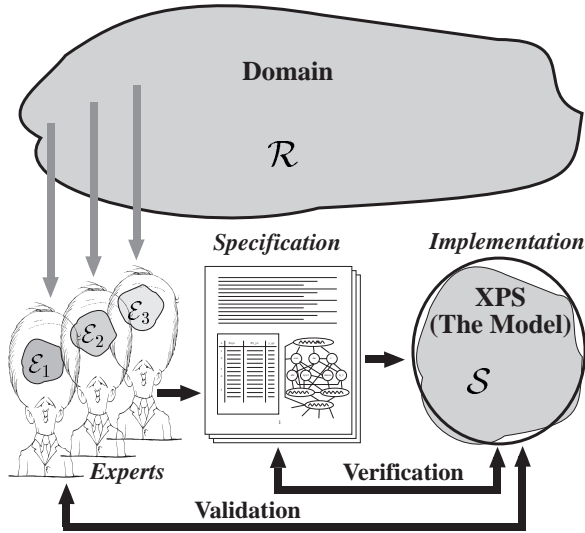 Domain
ℛ
Specification
Implementation
XPS
(The Model)
𝒮
ℰ₁
ℰ₂
ℰ₃
Experts
Verification
Validation